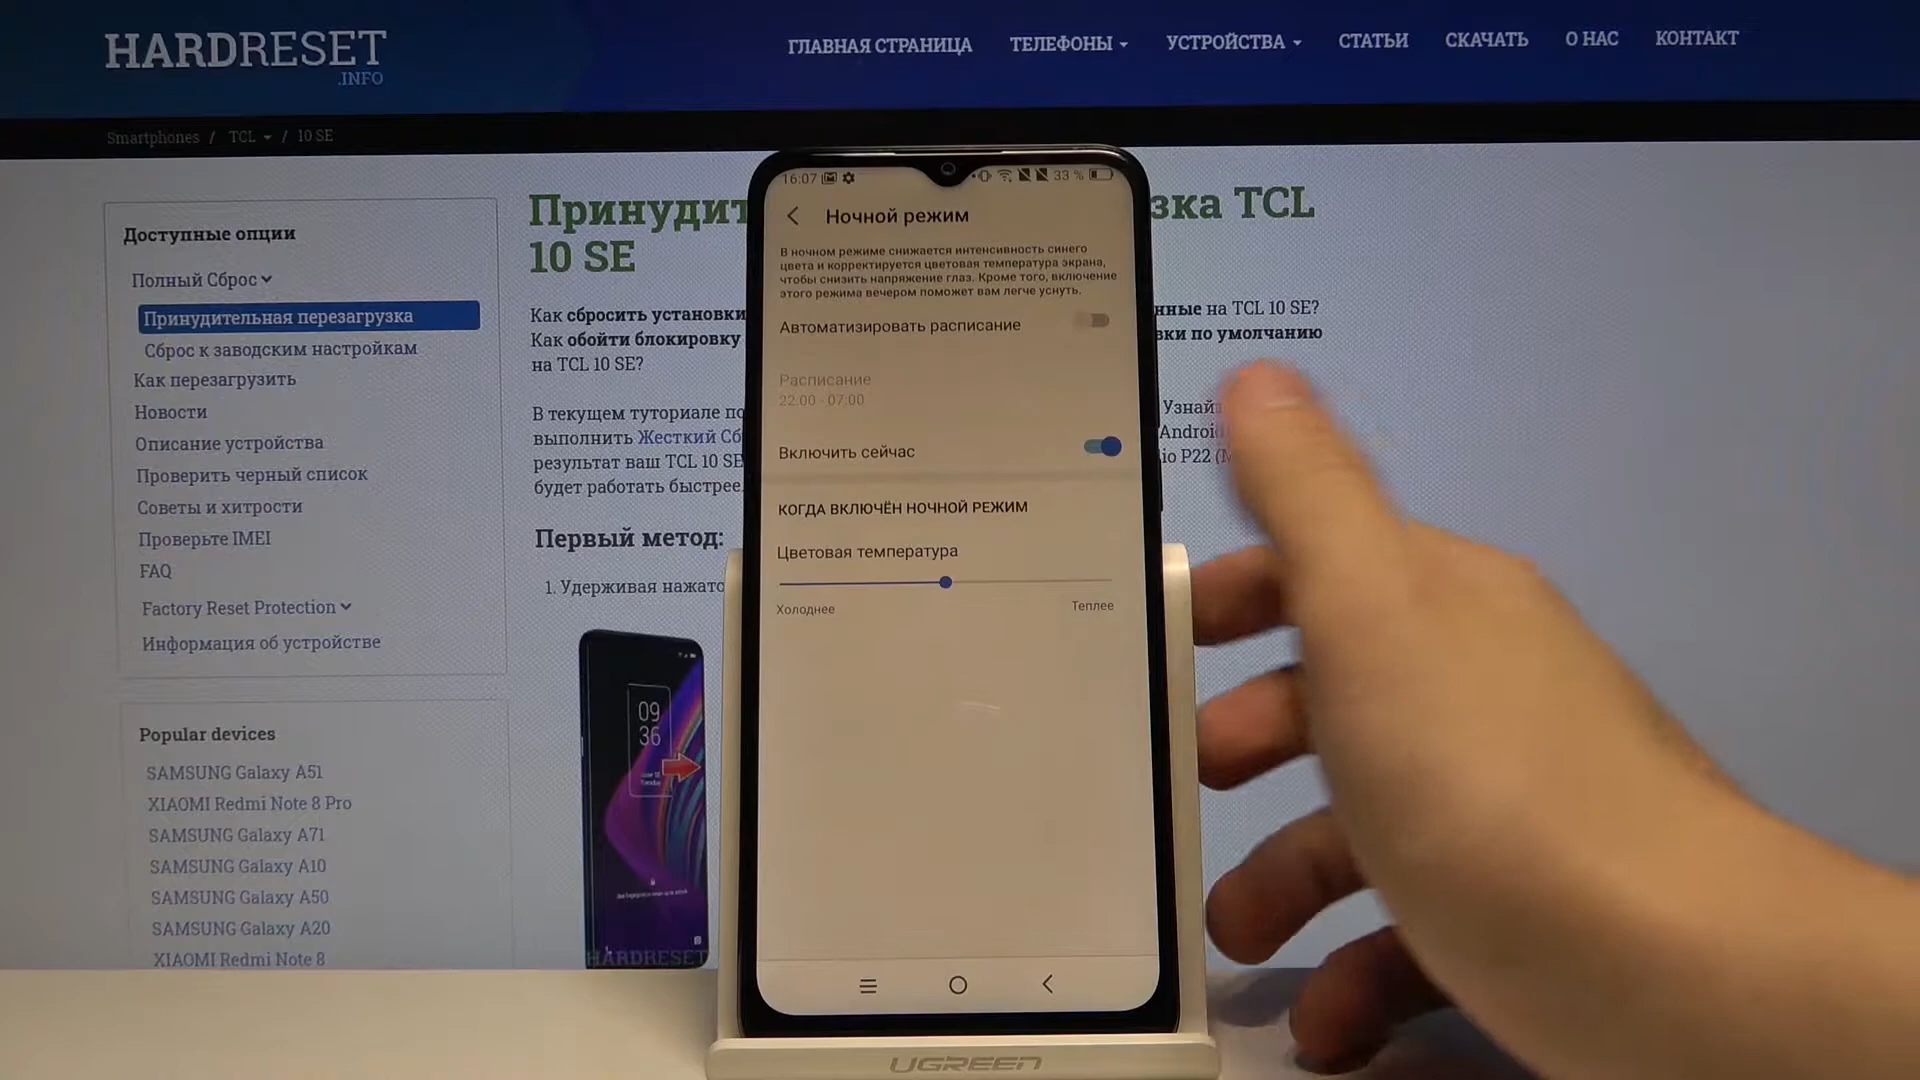 HARDRESET
.INFO
ГЛАВНАЯ СТРАНИЦА
ТЕЛЕФОНЫ
УСТРОЙСТВА
СТАТЬИ
СКАЧАТЬ
О НАС
КОНТАКТ
Smartphones / TCL / 10 SE
Доступные опции
Полный Сброс
Принудительная перезагрузка
Сброс к заводским настройкам
Как перезагрузить
Новости
Описание устройства
Проверить черный список
Советы и хитрости
Проверьте IMEI
FAQ
Factory Reset Protection
Информация об устройстве
Popular devices
SAMSUNG Galaxy A51
XIAOMI Redmi Note 8 Pro
SAMSUNG Galaxy A71
SAMSUNG Galaxy A10
SAMSUNG Galaxy A50
SAMSUNG Galaxy A20
XIAOMI Redmi Note 8
Принудит зка TCL
10 SE
Как сбросить установки нные на TCL 10 SE?
Как обойти блокировку вки по умолчанию
на TCL 10 SE?
В текущем туториале по Узнай
выполнить Жесткий Сб Android
результат ваш TCL 10 SE io P22 (M
будет работать быстрее.
Первый метод:
1. Удерживая нажато
09
36
HARDRESET
16:07
33 %
Ночной режим
В ночном режиме снижается интенсивность синего
цвета и корректируется цветовая температура экрана,
чтобы снизить напряжение глаз. Кроме того, включение
этого режима вечером поможет вам легче уснуть.
Автоматизировать расписание
Расписание
22:00 - 07:00
Включить сейчас
КОГДА ВКЛЮЧЁН НОЧНОЙ РЕЖИМ
Цветовая температура
Холоднее
Теплее
UGREEN